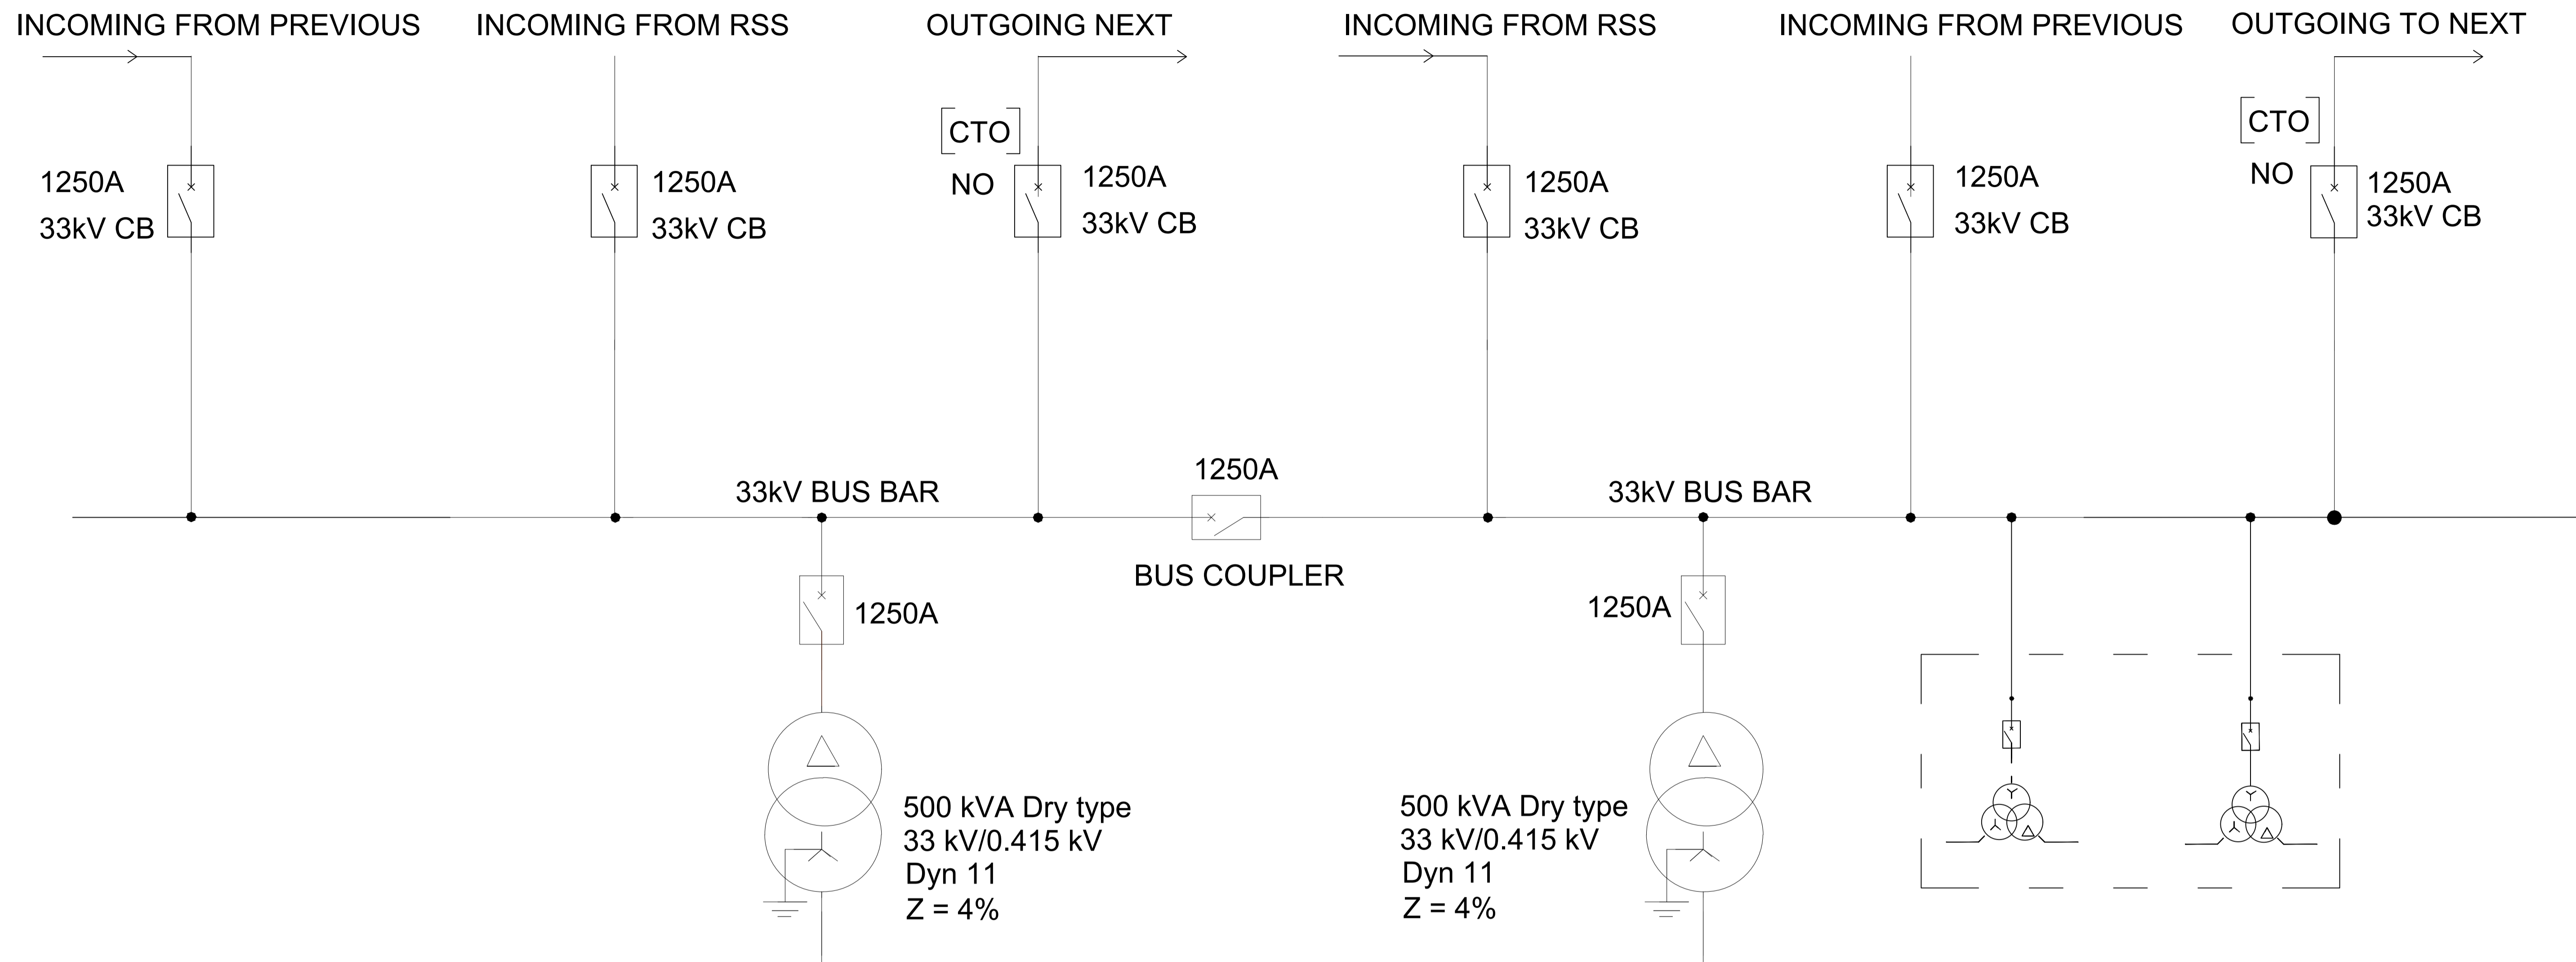 INCOMING FROM PREVIOUS
INCOMING FROM RSS
OUTGOING NEXT
INCOMING FROM RSS
INCOMING FROM PREVIOUS
OUTGOING TO NEXT
1250A
33kV CB
1250A
33kV CB
CTO
NO
1250A
33kV CB
1250A
33kV CB
1250A
33kV CB
CTO
NO
1250A
33kV CB
33kV BUS BAR
1250A
BUS COUPLER
33kV BUS BAR
1250A
1250A
500 kVA Dry type
33 kV/0.415 kV
Dyn 11
Z = 4%
500 kVA Dry type
33 kV/0.415 kV
Dyn 11
Z = 4%